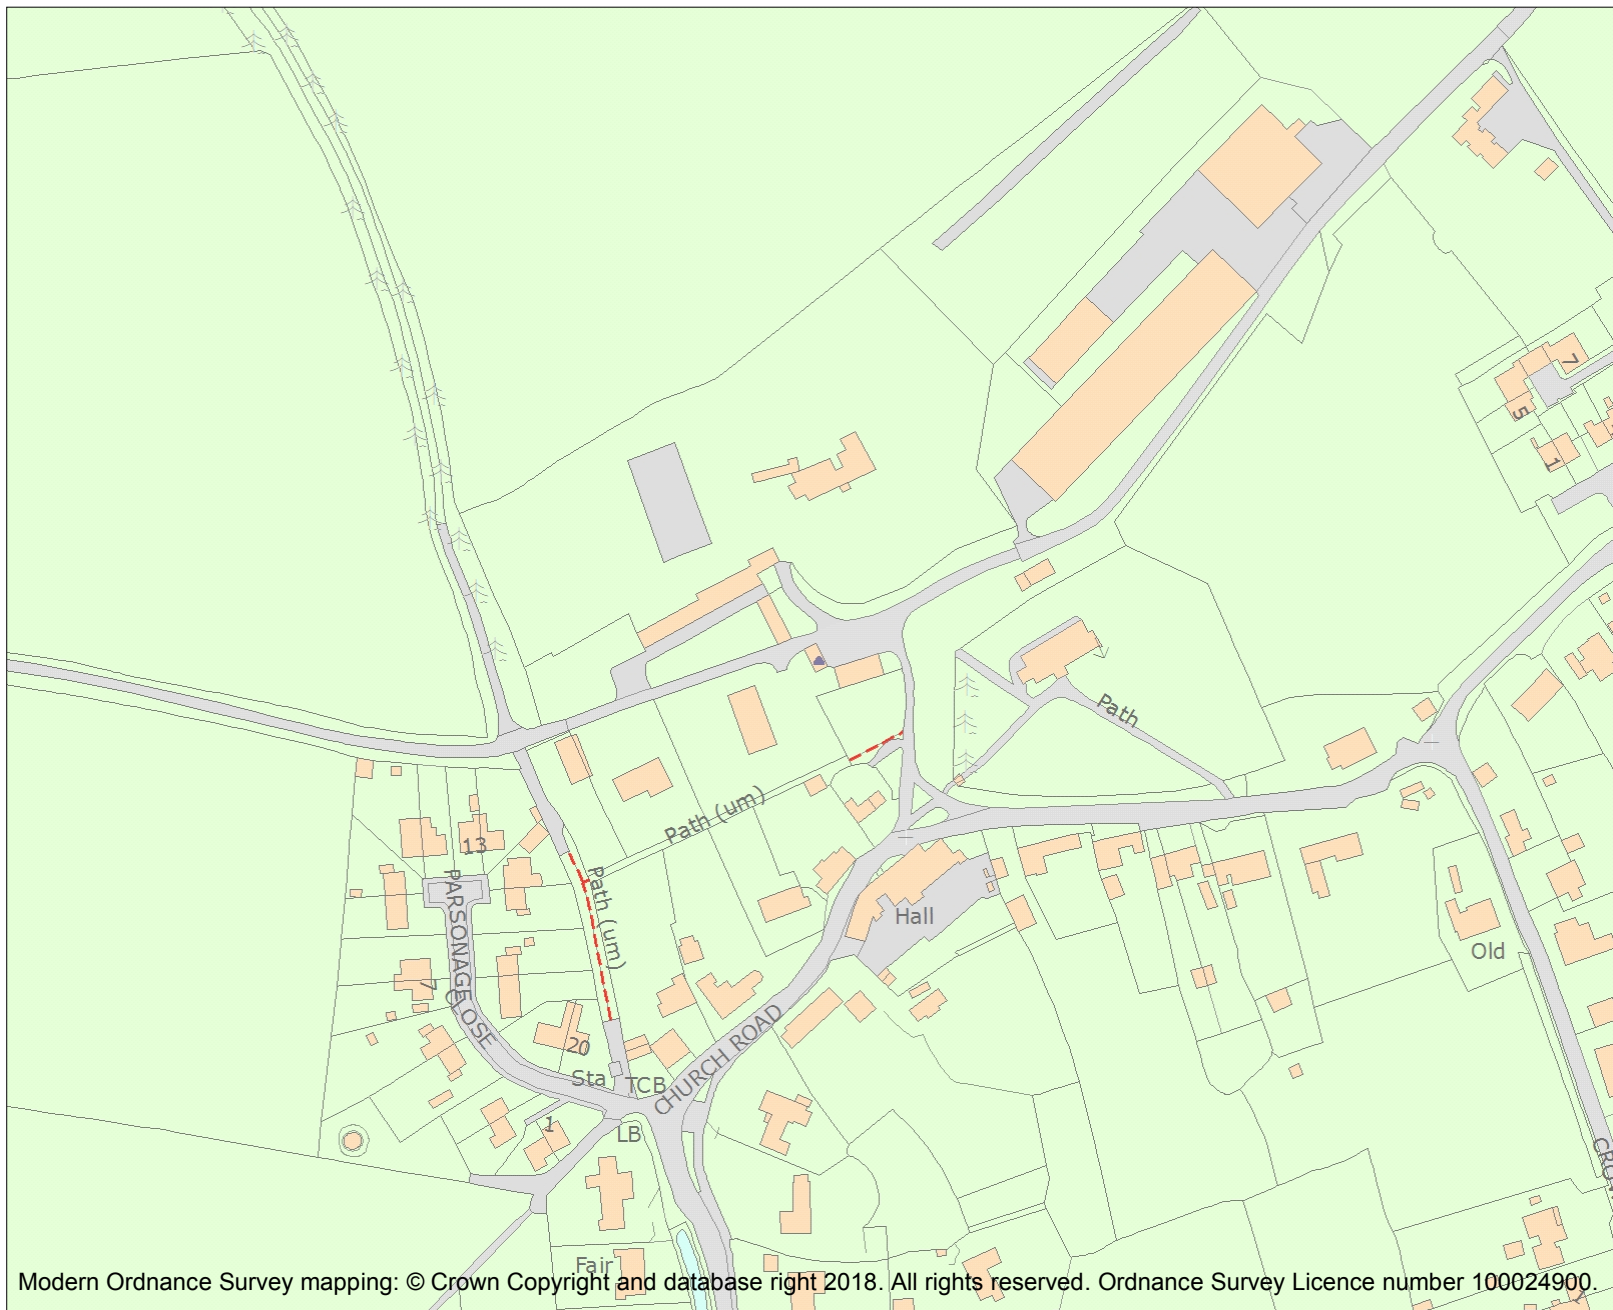 7
5
1
Path
Path (um)
13
Path (um)
PARSONAGE CLOSE
Hall
Old
7
20
Sta
TCB
CHURCH ROAD
1
LB
Fair
Modern Ordnance Survey mapping: © Crown Copyright and database right 2018. All rights reserved. Ordnance Survey Licence number 100024900.